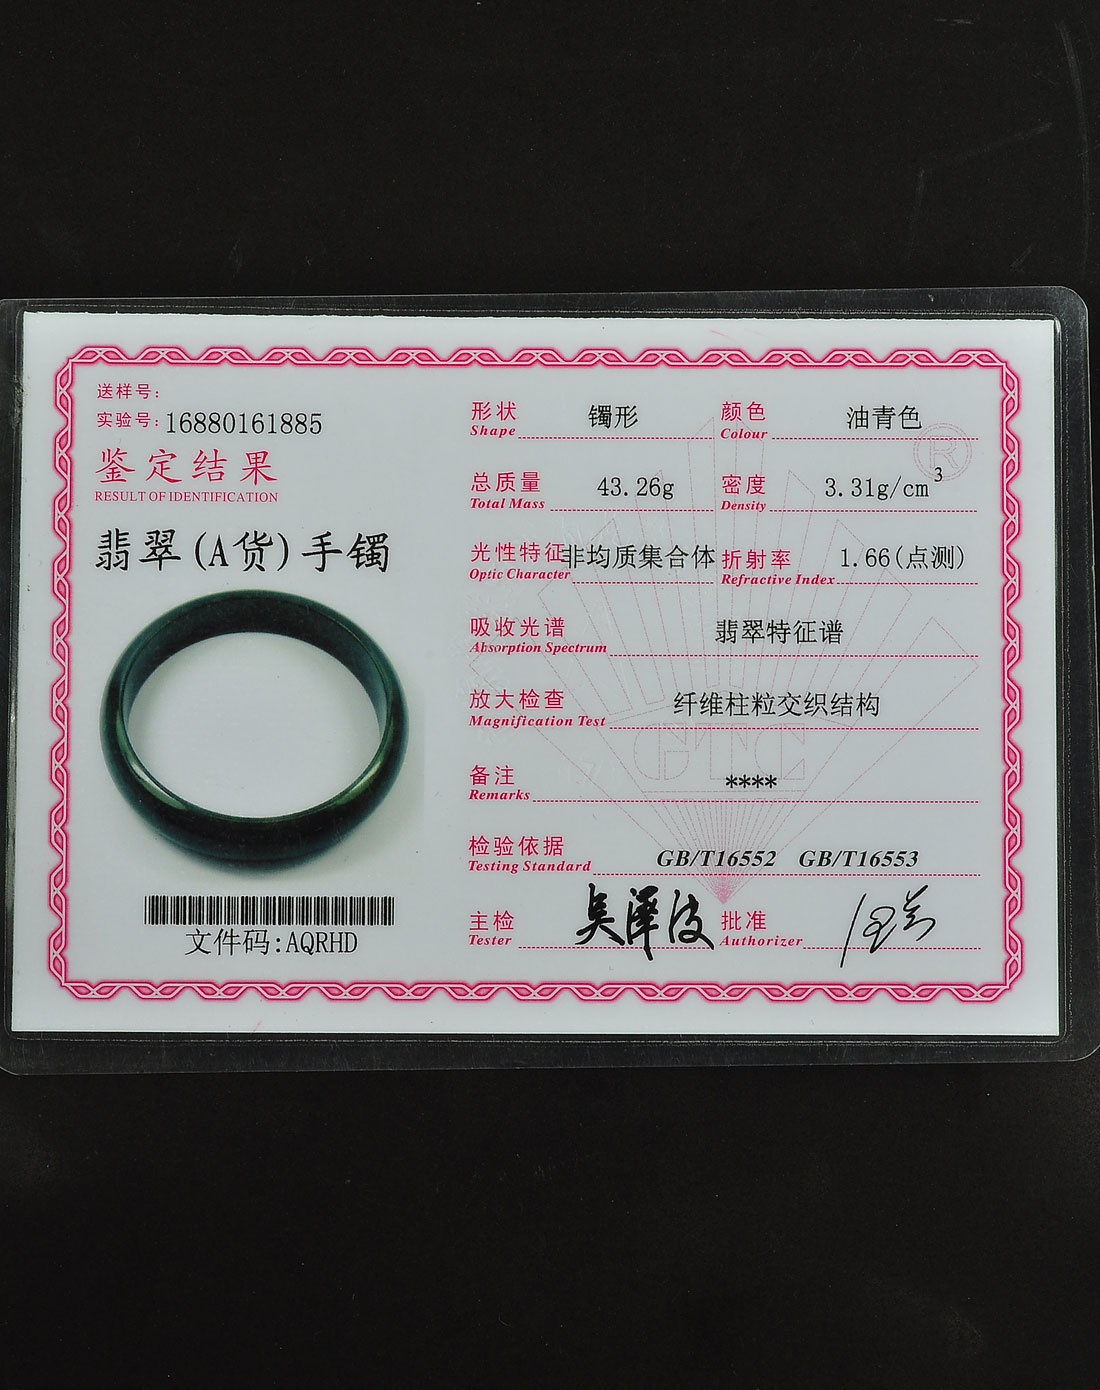 送样号:
实验号: 16880161885
鉴定结果
RESULT OF IDENTIFICATION
翡翠(A货)手镯
文件码:AQRHD
形状 镯形 颜色 油青色
Shape Colour
总质量 43.26g 密度 3.31g/cm³
Total Mass Density
光性特征 非均质集合体 折射率 1.66(点测)
Optic Character Refractive Index
吸收光谱 翡翠特征谱
Absorption Spectrum
放大检查 纤维柱粒交织结构
Magnification Test
GTC
备注 ****
Remarks
检验依据 GB/T16552 GB/T16553
Testing Standard
主检 吴泽波 批准
Tester Authorizer
®